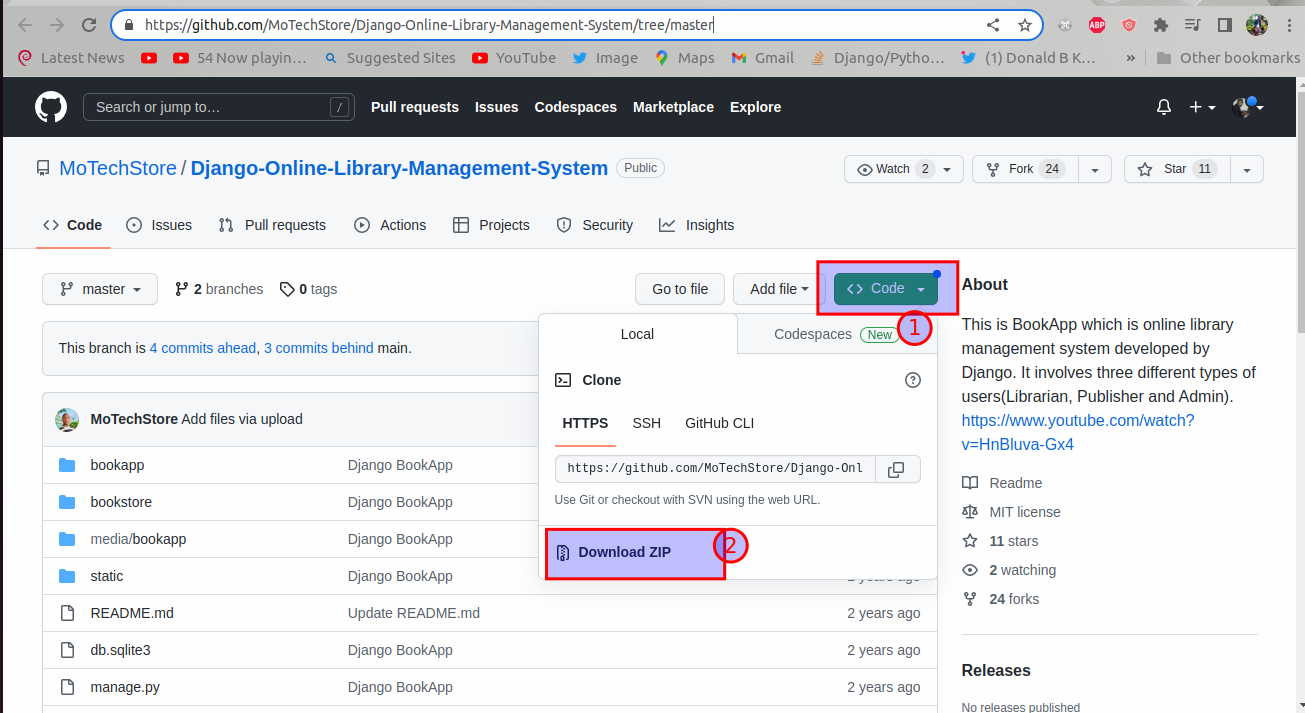 https://github.com/MoTechStore/Django-Online-Library-Management-System/tree/master
ABP
Latest News 54 Now playin… Suggested Sites YouTube Image Maps Gmail Django/Pytho… (1) Donald B K… » Other bookmarks
Search or jump to… / Pull requests Issues Codespaces Marketplace Explore
MoTechStore / Django-Online-Library-Management-System Public Watch 2 Fork 24 Star 11
Code Issues Pull requests Actions Projects Security Insights
master 2 branches 0 tags Go to file Add file Code
1
This branch is 4 commits ahead, 3 commits behind main.
MoTechStore Add files via upload
bookapp Django BookApp
bookstore Django BookApp
media/bookapp Django BookApp
static Django BookApp 2 years ago
README.md Update README.md 2 years ago
db.sqlite3 Django BookApp 2 years ago
manage.py Django BookApp 2 years ago
Local Codespaces New
Clone
HTTPS SSH GitHub CLI
https://github.com/MoTechStore/Django-Onl
Use Git or checkout with SVN using the web URL.
Download ZIP
2
About
This is BookApp which is online library
management system developed by
Django. It involves three different types of
users(Librarian, Publisher and Admin).
https://www.youtube.com/watch?
v=HnBluva-Gx4
Readme
MIT license
11 stars
2 watching
24 forks
Releases
No releases published